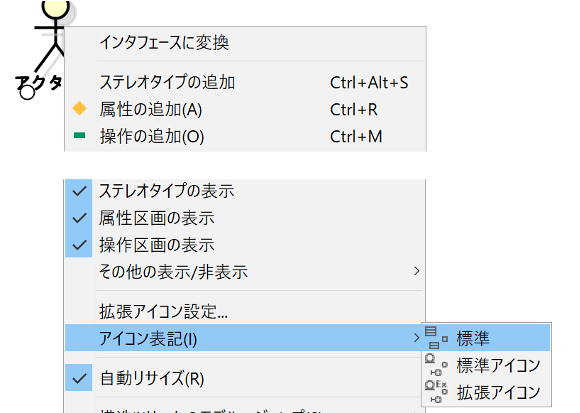 アクタ
インタフェースに変換
ステレオタイプの追加 Ctrl+Alt+S
属性の追加(A) Ctrl+R
操作の追加(O) Ctrl+M
ステレオタイプの表示
属性区画の表示
操作区画の表示
その他の表示/非表示
拡張アイコン設定...
アイコン表記(I)
標準
標準アイコン
拡張アイコン
自動リサイズ(R)